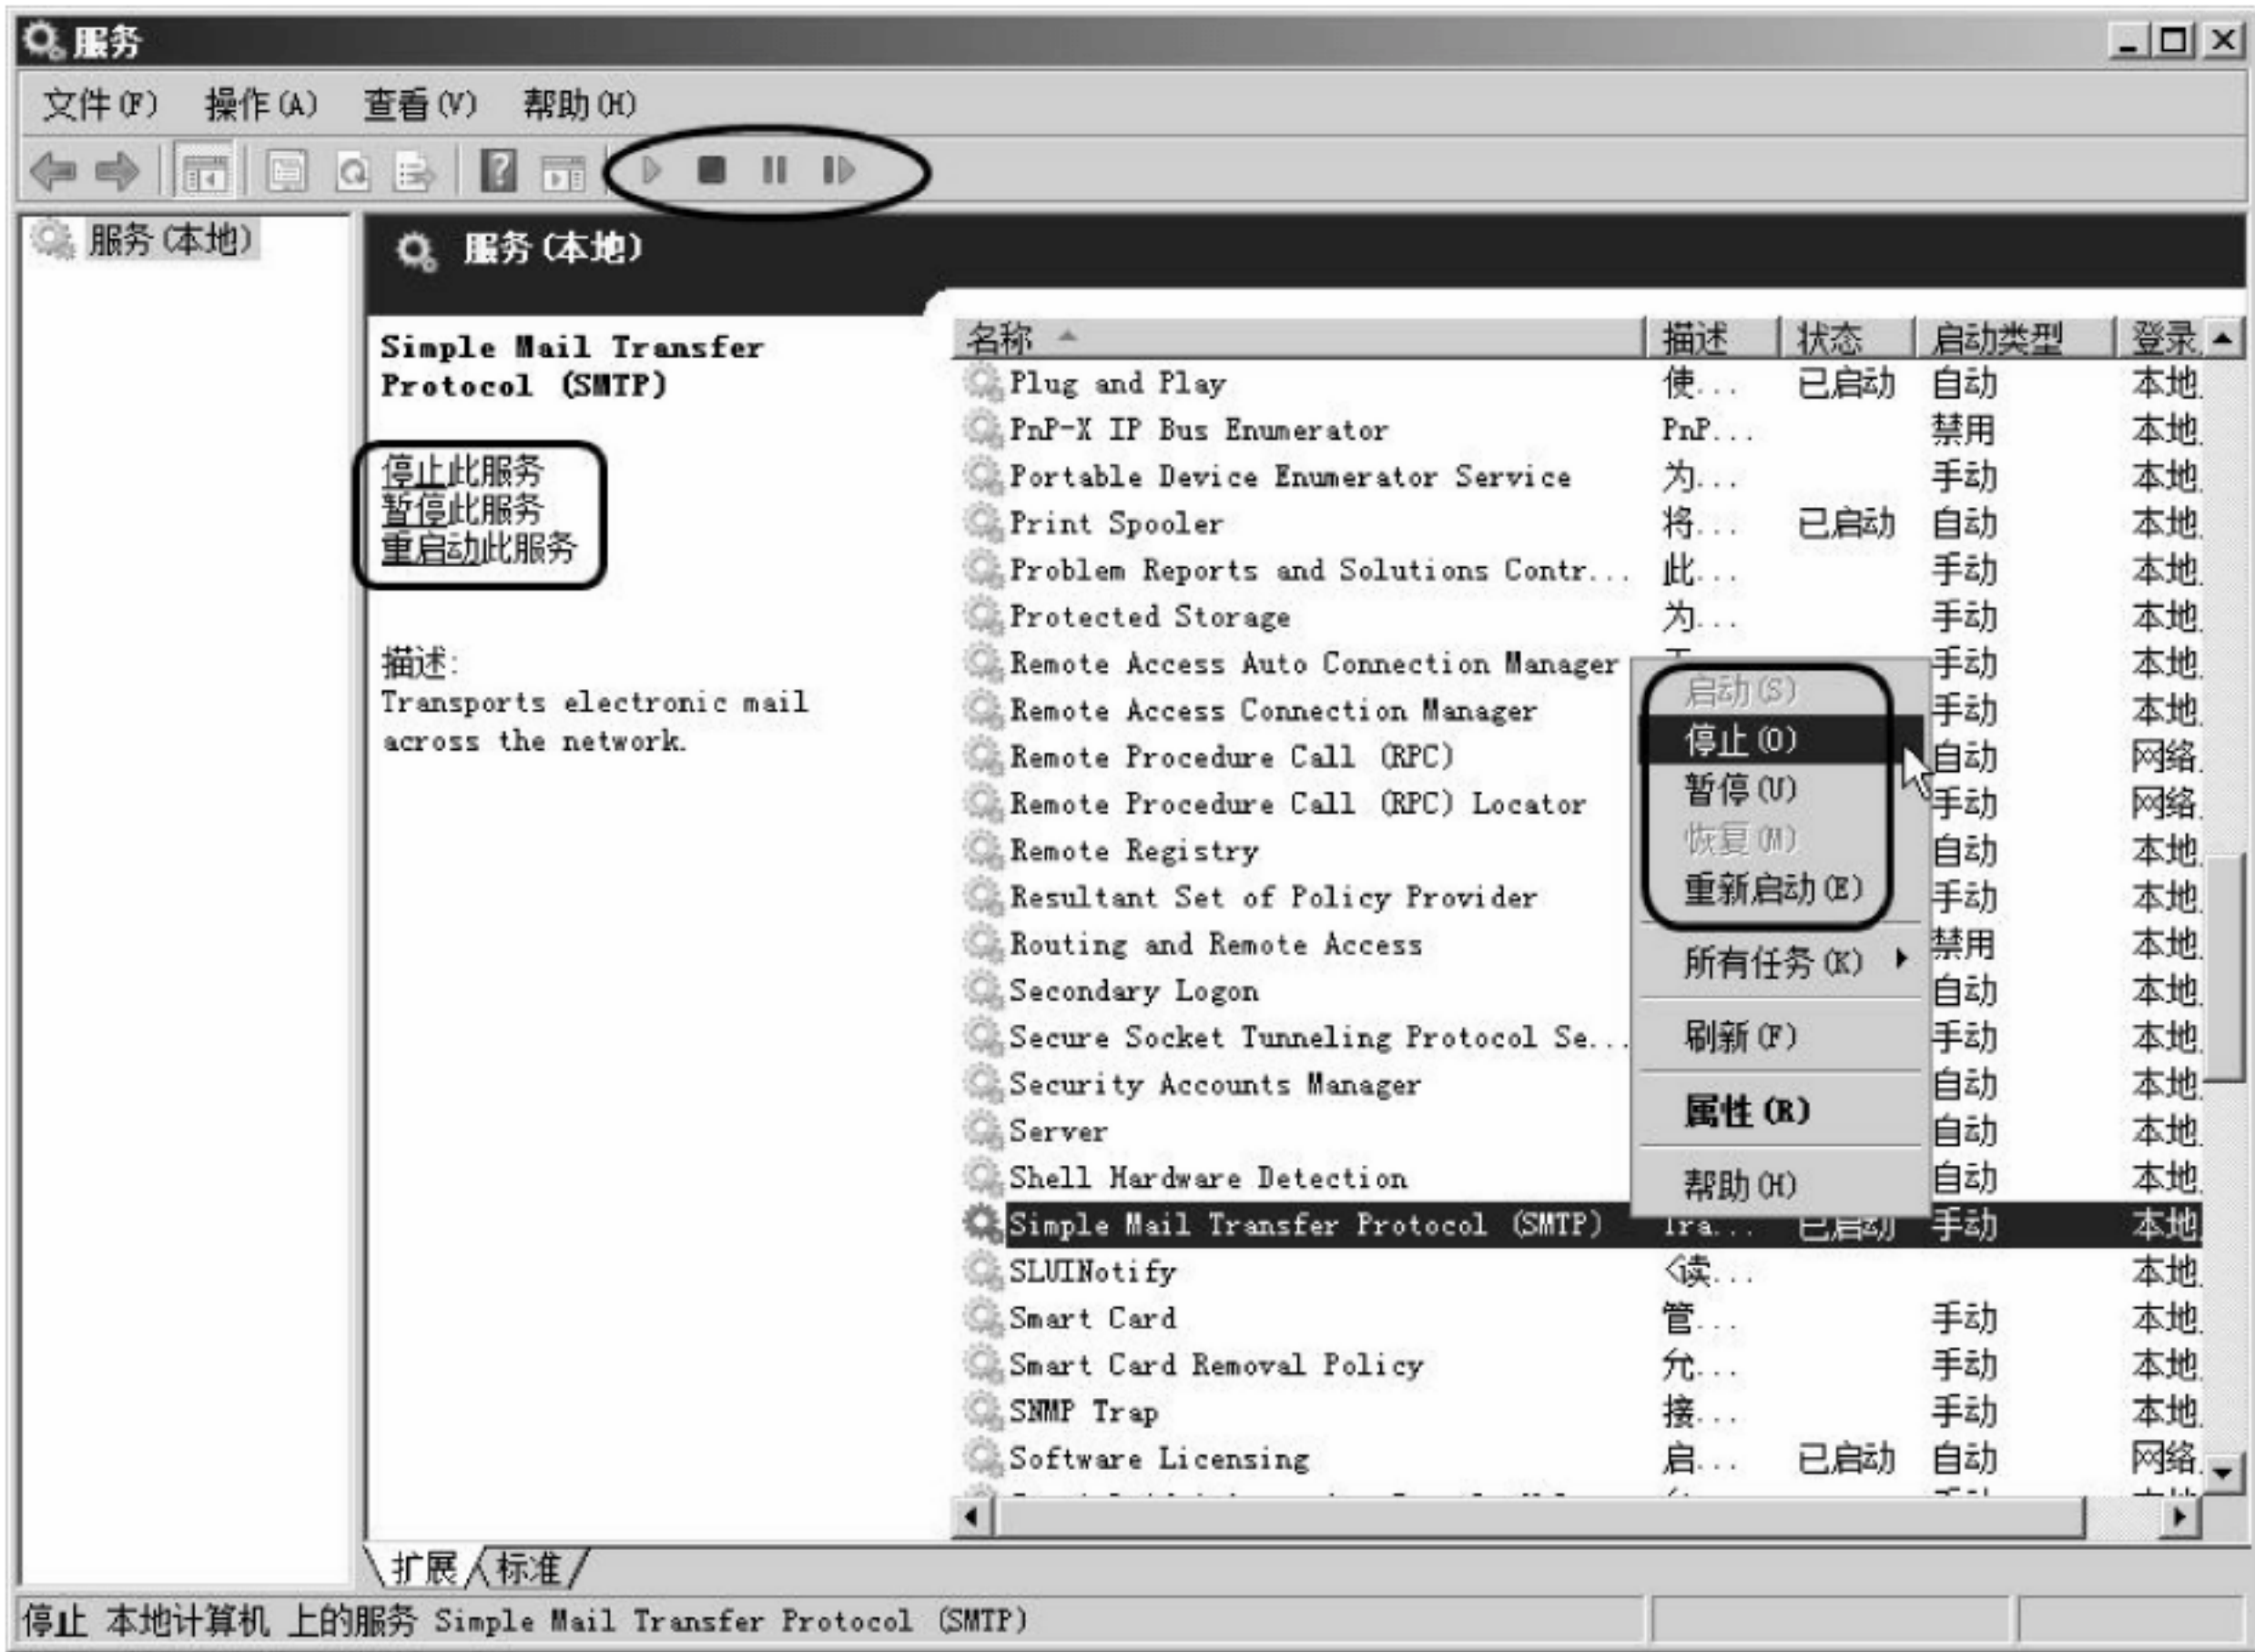 服务
文件(F) 操作(A) 查看(V) 帮助(H)
服务(本地)
服务(本地)
Simple Mail Transfer
Protocol (SMTP)
停止此服务
暂停此服务
重启动此服务
描述:
Transports electronic mail
across the network.
名称 描述 状态 启动类型 登录
Plug and Play 使... 已启动 自动 本地
PnP-X IP Bus Enumerator PnP... 禁用 本地
Portable Device Enumerator Service 为... 手动 本地
Print Spooler 将... 已启动 自动 本地
Problem Reports and Solutions Contr... 此... 手动 本地
Protected Storage 为... 手动 本地
Remote Access Auto Connection Manager 手动 本地
Remote Access Connection Manager 手动 本地
Remote Procedure Call (RPC) 自动 网络
Remote Procedure Call (RPC) Locator 手动 网络
Remote Registry 自动 本地
Resultant Set of Policy Provider 手动 本地
Routing and Remote Access 禁用 本地
Secondary Logon 自动 本地
Secure Socket Tunneling Protocol Se... 手动 本地
Security Accounts Manager 自动 本地
Server 自动 本地
Shell Hardware Detection 自动 本地
Simple Mail Transfer Protocol (SMTP) Tra... 已启动 手动 本地
SLUINotify <读... 本地
Smart Card 管... 手动 本地
Smart Card Removal Policy 允... 手动 本地
SNMP Trap 接... 手动 本地
Software Licensing 启... 已启动 自动 网络
启动(S)
停止(O)
暂停(U)
恢复(M)
重新启动(E)
所有任务(K)
刷新(F)
属性(R)
帮助(H)
扩展 标准
停止 本地计算机 上的服务 Simple Mail Transfer Protocol (SMTP)